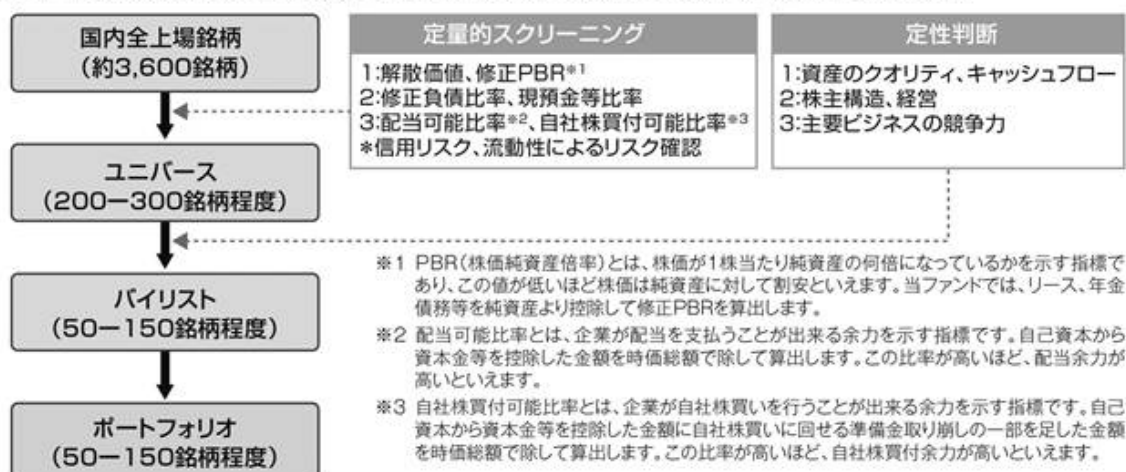 国内全上場銘柄
(約3,600銘柄)
定量的スクリーニング
1:解散価値、修正PBR※1
2:修正負債比率、現預金等比率
3:配当可能比率※2、自社株買付可能比率※3
*信用リスク、流動性によるリスク確認
定性判断
1:資産のクオリティ、キャッシュフロー
2:株主構造、経営
3:主要ビジネスの競争力
ユニバース
(200ー300銘柄程度)
バイリスト
(50ー150銘柄程度)
ポートフォリオ
(50ー150銘柄程度)
※1 PBR(株価純資産倍率)とは、株価が1株当たり純資産の何倍になっているかを示す指標で
あり、この値が低いほど株価は純資産に対して割安といえます。当ファンドでは、リース、年金
債務等を純資産より控除して修正PBRを算出します。
※2 配当可能比率とは、企業が配当を支払うことが出来る余力を示す指標です。自己資本から
資本金等を控除した金額を時価総額で除して算出します。この比率が高いほど、配当余力が
高いといえます。
※3 自社株買付可能比率とは、企業が自社株買いを行うことが出来る余力を示す指標です。自己
資本から資本金等を控除した金額に自社株買いに回せる準備金取り崩しの一部を足した金額
を時価総額で除して算出します。この比率が高いほど、自社株買付余力が高いといえます。